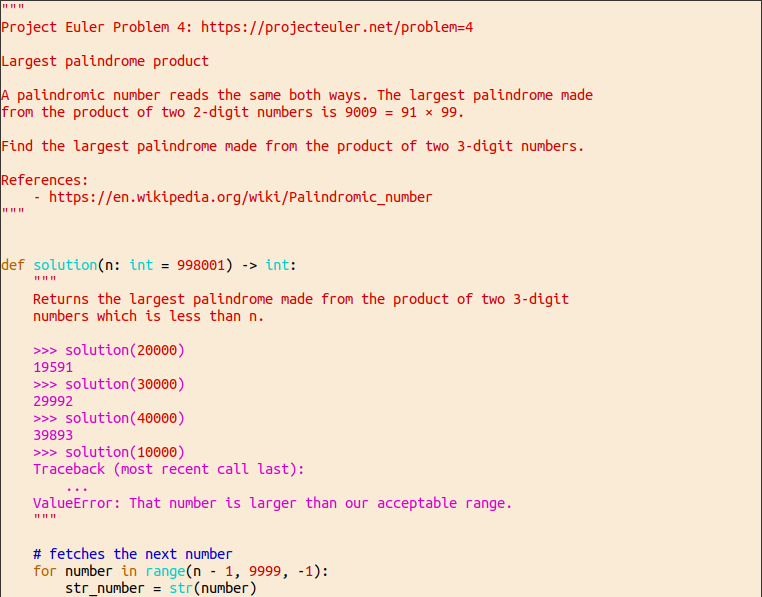 """
Project Euler Problem 4: https://projecteuler.net/problem=4
Largest palindrome product
A palindromic number reads the same both ways. The largest palindrome made
from the product of two 2-digit numbers is 9009 = 91 × 99.
Find the largest palindrome made from the product of two 3-digit numbers.
References:
    - https://en.wikipedia.org/wiki/Palindromic_number
"""
def solution(n: int = 998001) -> int:
    """
    Returns the largest palindrome made from the product of two 3-digit
    numbers which is less than n.
    >>> solution(20000)
    19591
    >>> solution(30000)
    29992
    >>> solution(40000)
    39893
    >>> solution(10000)
    Traceback (most recent call last):
        ...
    ValueError: That number is larger than our acceptable range.
    """
    # fetches the next number
    for number in range(n - 1, 9999, -1):
        str_number = str(number)